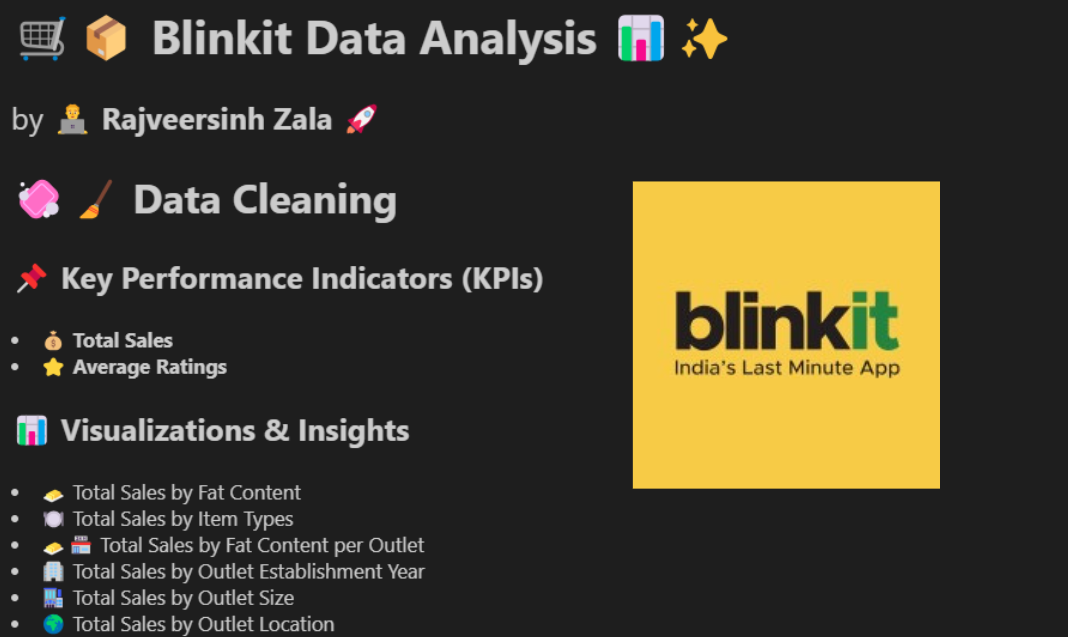 Blinkit Data Analysis
by Rajveersinh Zala
Data Cleaning
Key Performance Indicators (KPIs)
Total Sales
Average Ratings
Visualizations & Insights
Total Sales by Fat Content
Total Sales by Item Types
Total Sales by Fat Content per Outlet
Total Sales by Outlet Establishment Year
Total Sales by Outlet Size
Total Sales by Outlet Location
blinkit
India's Last Minute App